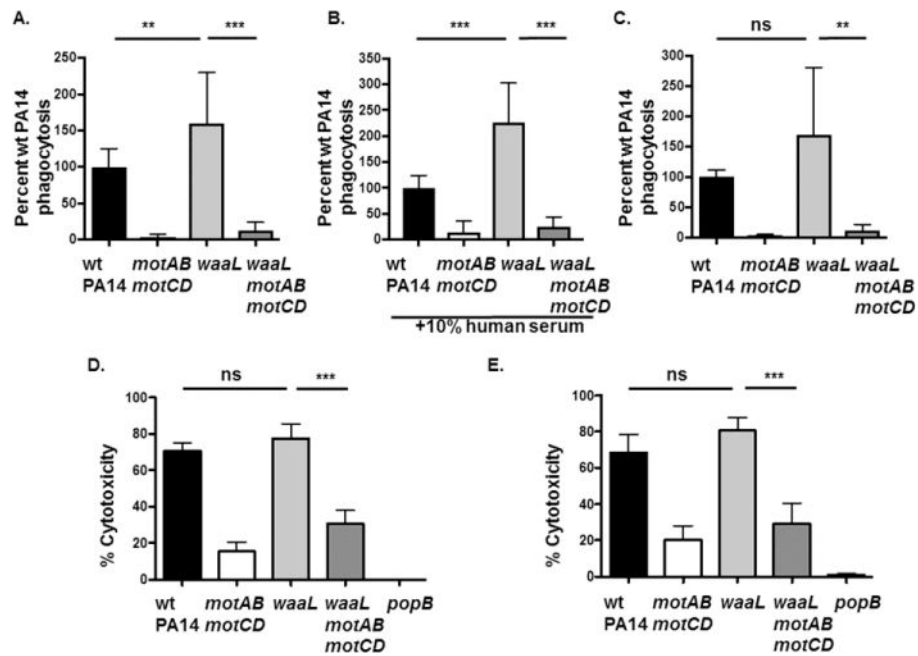 A.
** ***
Percent wt PA14
phagocytosis
250
200
150
100
50
0
wt motAB waaL waaL
PA14 motCD motAB
motCD
B.
*** ***
Percent wt PA14
phagocytosis
350
300
250
200
150
100
50
0
wt motAB waaL waaL
PA14 motCD motAB
motCD
+10% human serum
C.
ns **
Percent wt PA14
phagocytosis
300
250
200
150
100
50
0
wt motAB waaL waaL
PA14 motCD motAB
motCD
D.
ns ***
% Cytotoxicity
100
80
60
40
20
0
wt motAB waaL waaL popB
PA14 motCD motAB
motCD
E.
ns ***
% Cytotoxicity
100
80
60
40
20
0
wt motAB waaL waaL popB
PA14 motCD motAB
motCD